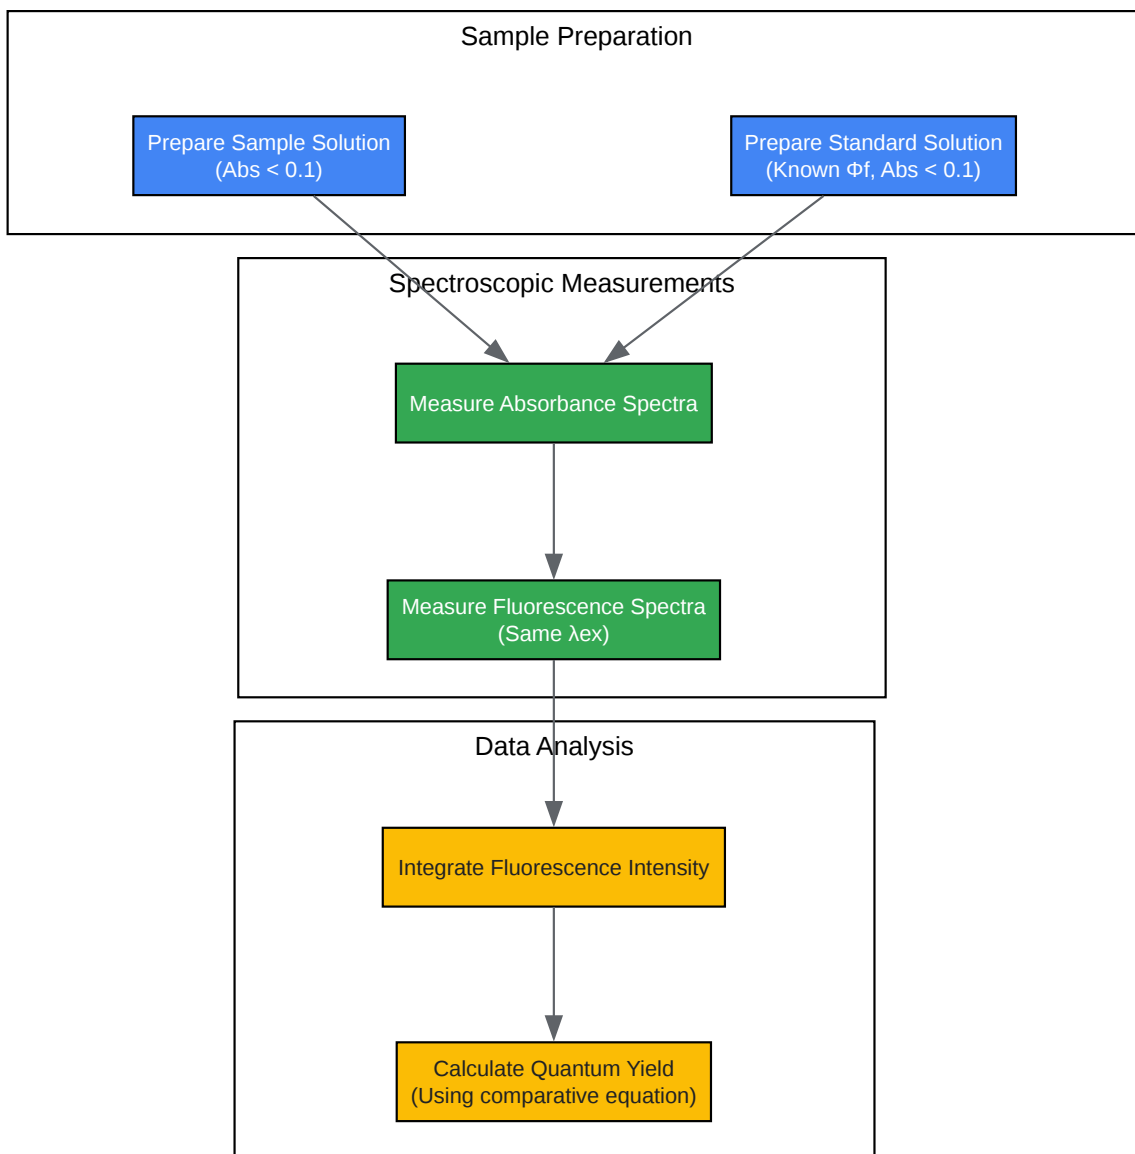 Sample Preparation
Prepare Sample Solution
(Abs < 0.1)
Prepare Standard Solution
(Known Φf, Abs < 0.1)
Spectroscopic Measurements
Measure Absorbance Spectra
Measure Fluorescence Spectra
(Same λex)
Data Analysis
Integrate Fluorescence Intensity
Calculate Quantum Yield
(Using comparative equation)